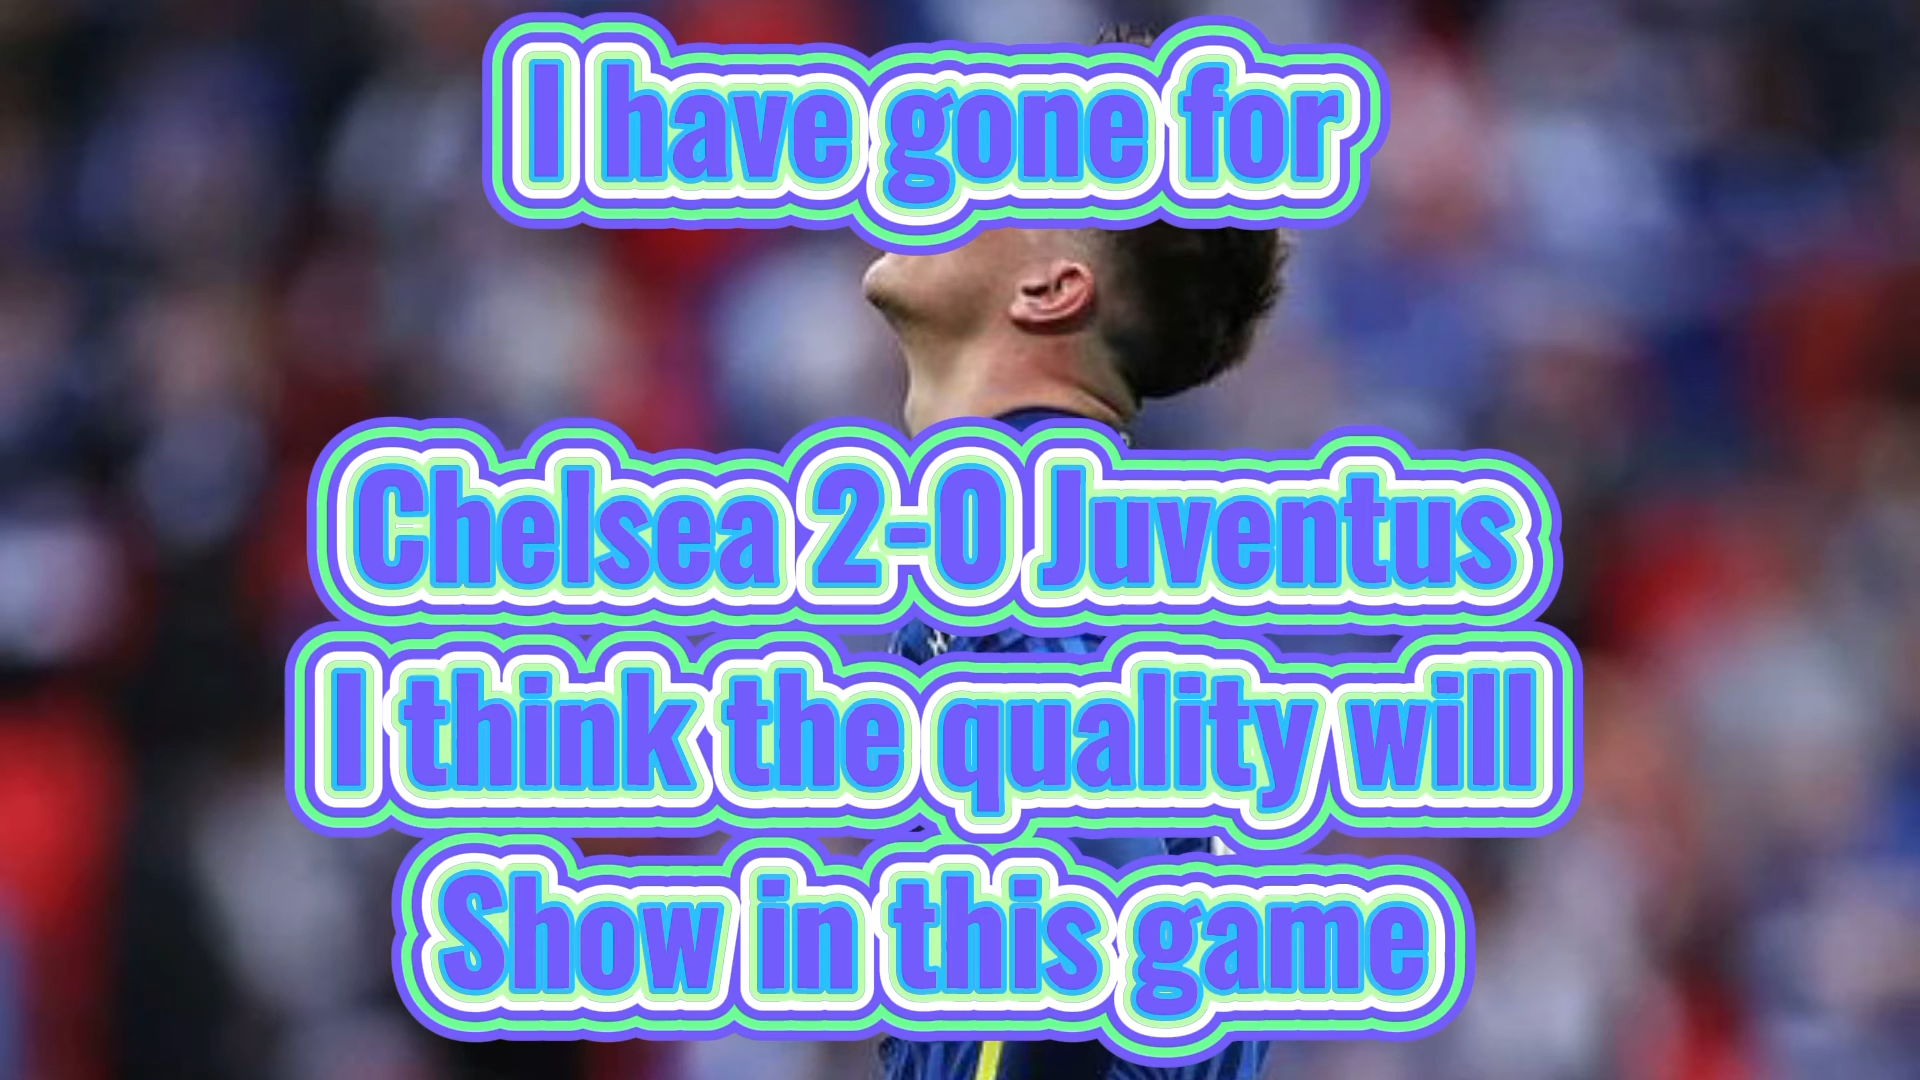 I have gone for
Chelsea 2-0 Juventus
I think the quality will
Show in this game